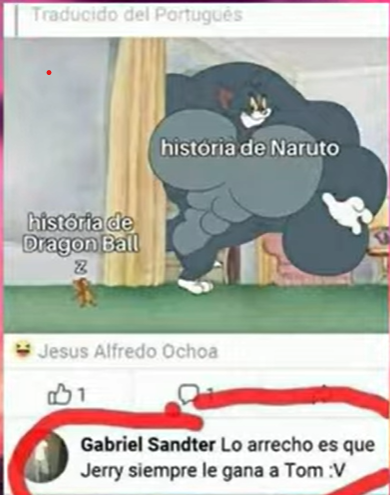 Traducido del Portugués
história de Naruto
história de
Dragon Ball
Z
Jesus Alfredo Ochoa
1
1
Gabriel Sandter Lo arrecho es que
Jerry siempre le gana a Tom :V